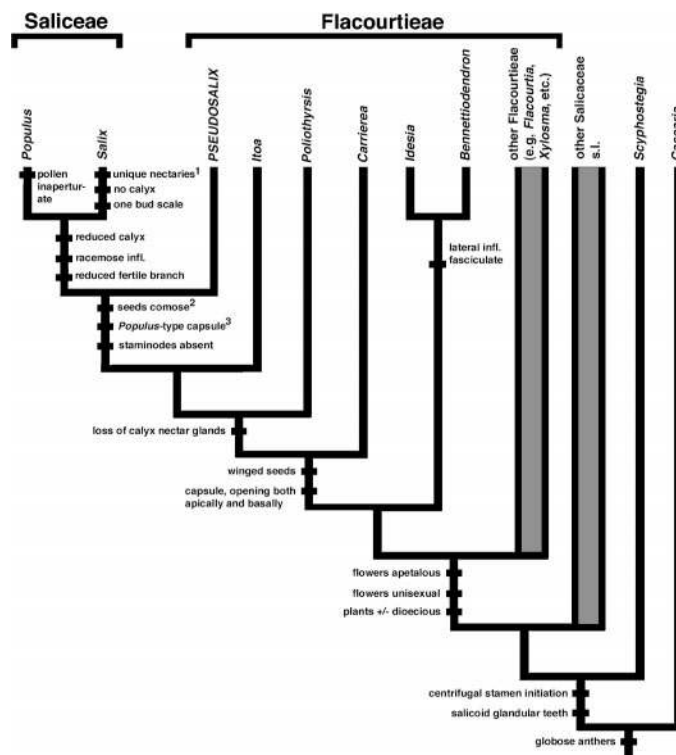 Saliceae
Flacourtieae
Populus
Salix
PSEUDOSALIX
Itoa
Poliothyrsis
Carrierea
Idesia
Bennettiodendron
other Flacourtieae
(e.g. Flacourtia,
Xylosma, etc.)
other Salicaceae
s.l.
Scyphostegia
pollen
inapertur-
ate
unique nectaries1
no calyx
one bud scale
reduced calyx
racemose infl.
reduced fertile branch
lateral infl.
fasciculate
seeds comose2
Populus-type capsule3
staminodes absent
loss of calyx nectar glands
winged seeds
capsule, opening both
apically and basally
flowers apetalous
flowers unisexual
plants +/- dioecious
centrifugal stamen initiation
salicoid glandular teeth
globose anthers